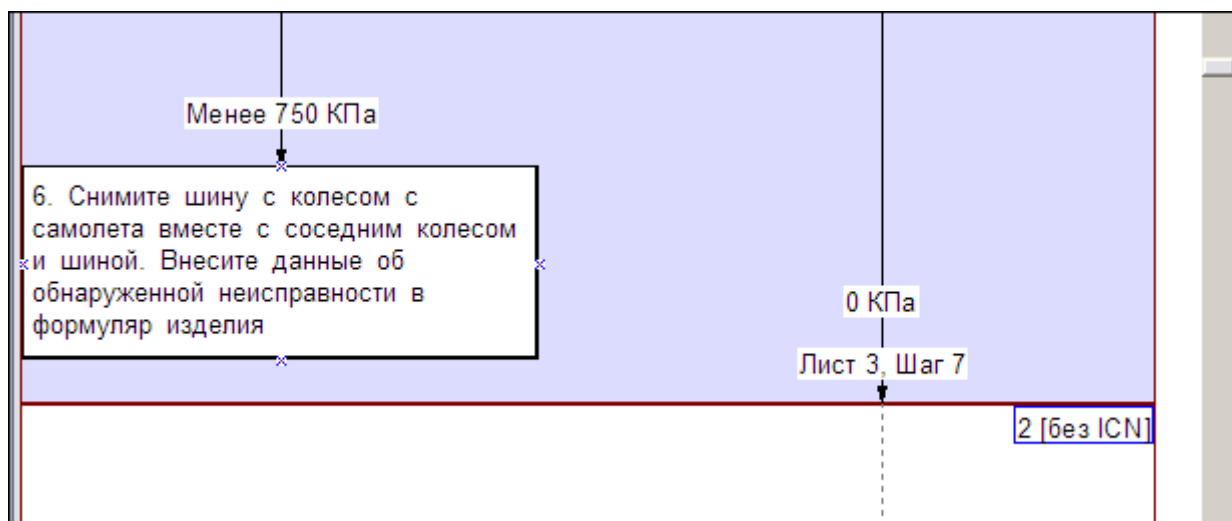 Менее 750 КПа
6. Снимите шину с колесом с
самолета вместе с соседним колесом
и шиной. Внесите данные об
обнаруженной неисправности в
формуляр изделия
0 КПа
Лист 3, Шаг 7
2 [без ICN]